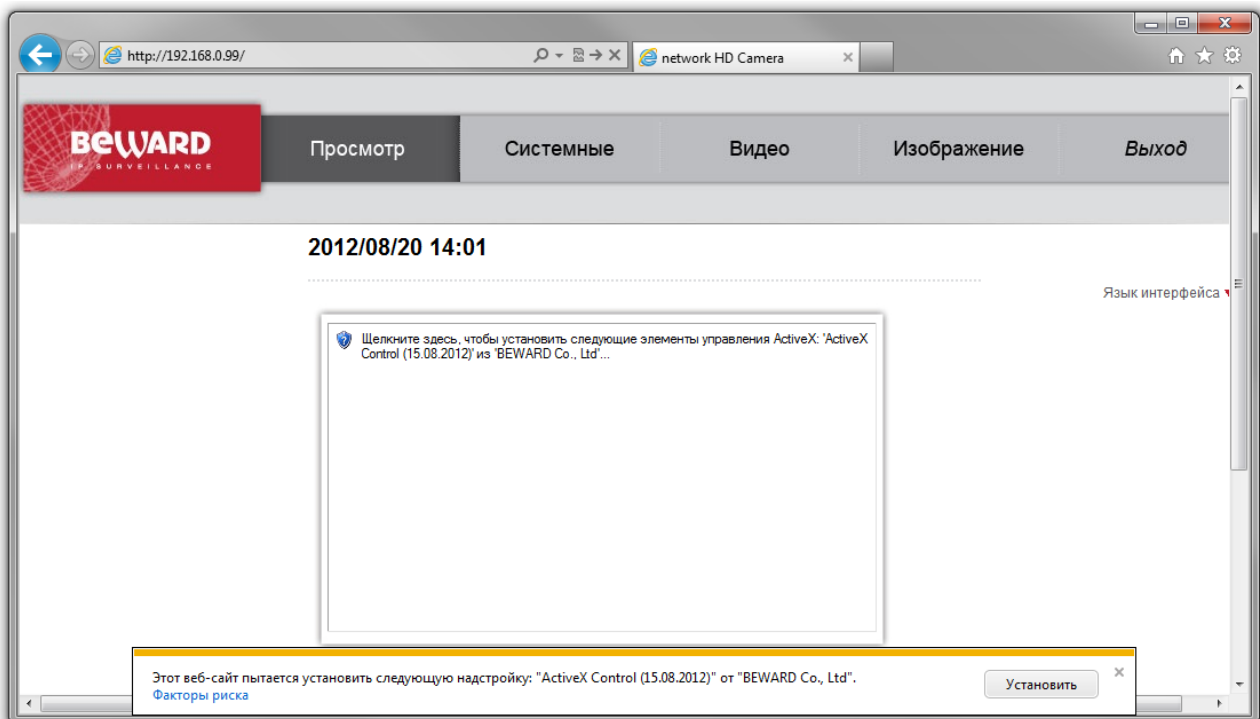 http://192.168.0.99/
network HD Camera
BEWARD
IP SURVEILLANCE
Просмотр
Системные
Видео
Изображение
Выход
2012/08/20 14:01
Язык интерфейса
Щелкните здесь, чтобы установить следующие элементы управления ActiveX: 'ActiveX
Control (15.08.2012)' из 'BEWARD Co., Ltd'...
Этот веб-сайт пытается установить следующую надстройку: "ActiveX Control (15.08.2012)" от "BEWARD Co., Ltd".
Факторы риска
Установить